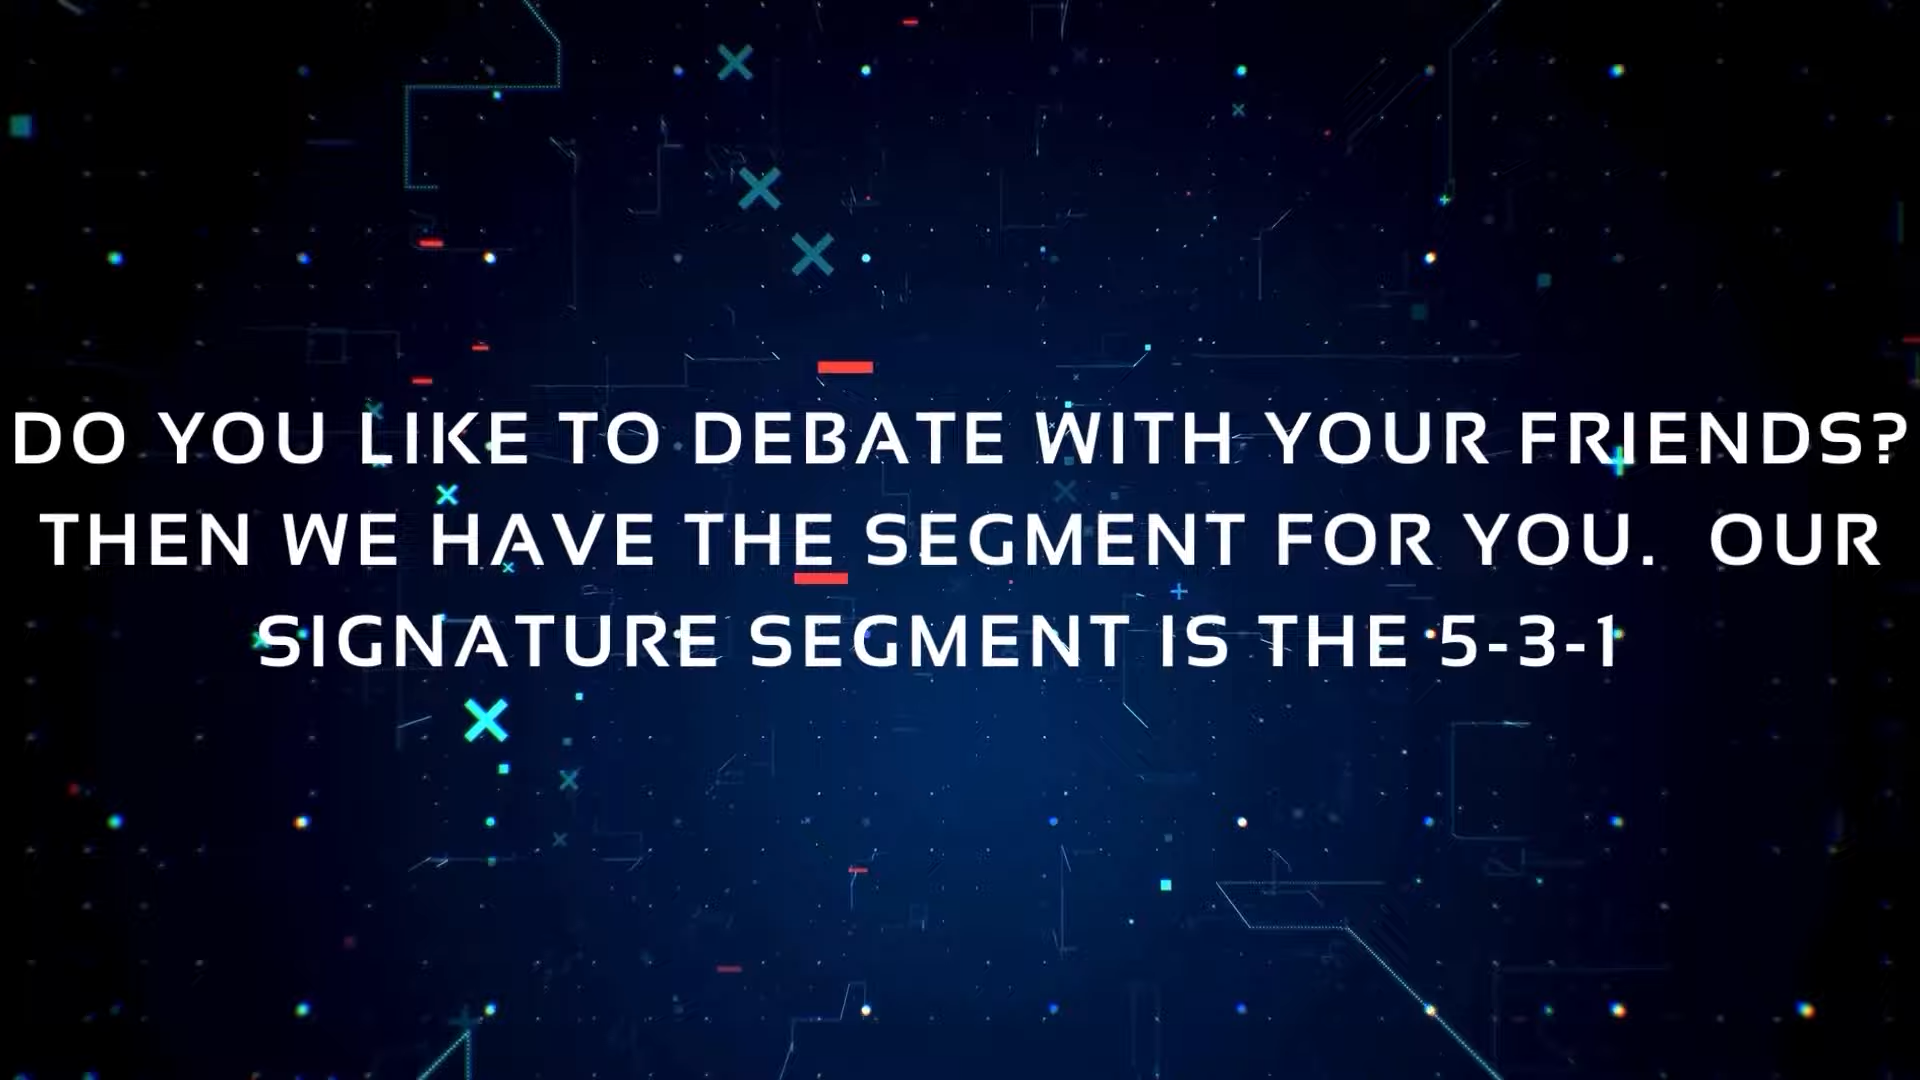 DO YOU LIKE TO DEBATE WITH YOUR FRIENDS?
THEN WE HAVE THE SEGMENT FOR YOU.  OUR
SIGNATURE SEGMENT IS THE 5-3-1